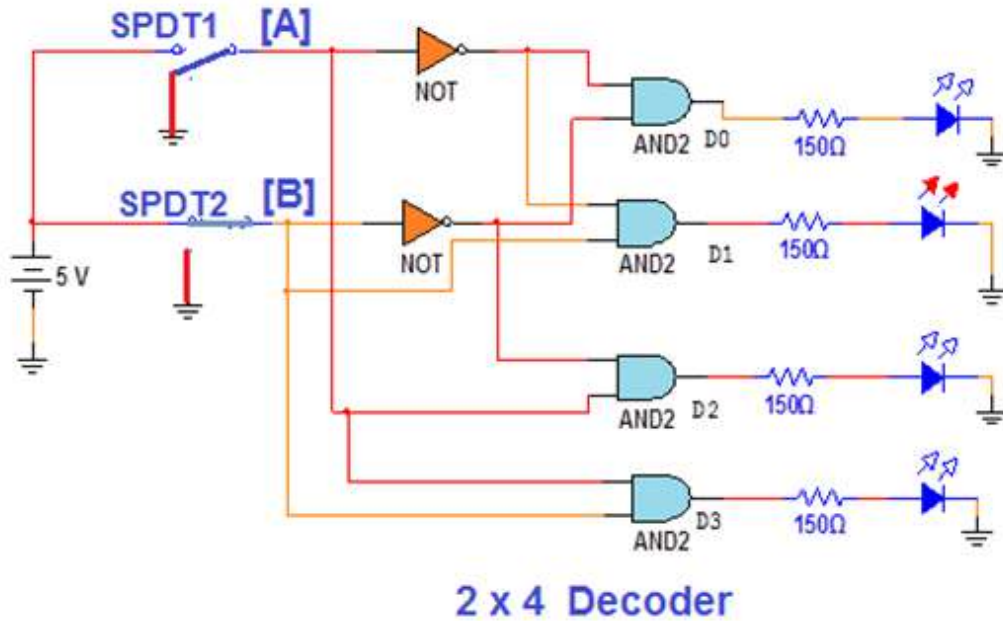 SPDT1 [A]
NOT
AND2 D0
150Ω
SPDT2 [B]
NOT
5 V
AND2 D1
150Ω
AND2 D2
150Ω
AND2 D3
150Ω
2 x 4 Decoder